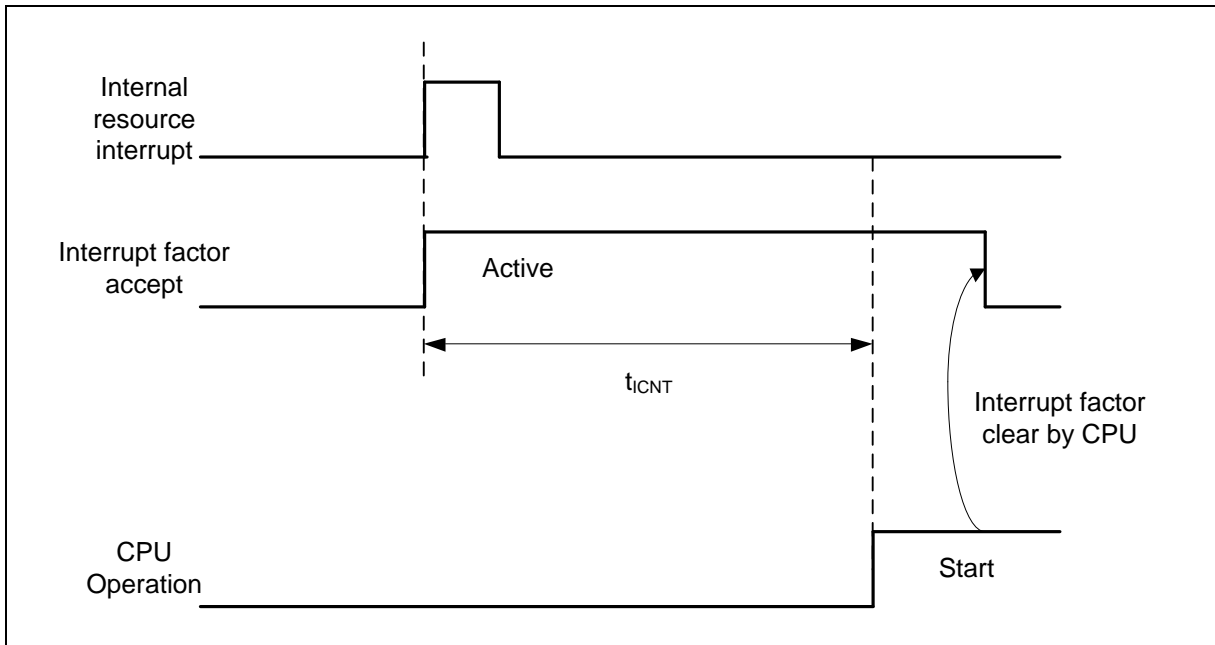 Internal
resource
interrupt
Interrupt factor
accept
Active
tICNT
Interrupt factor
clear by CPU
CPU
Operation
Start